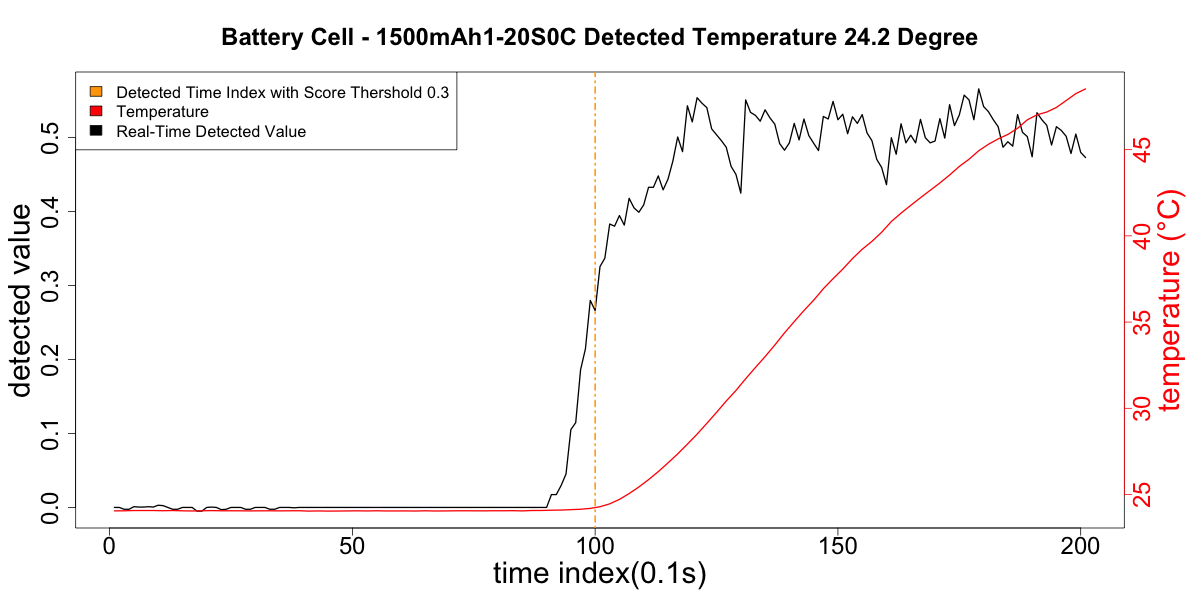 Battery Cell - 1500mAh1-20S0C Detected Temperature 24.2 Degree
Detected Time Index with Score Thershold 0.3
Temperature
Real-Time Detected Value
detected value
0.0
0.1
0.2
0.3
0.4
0.5
0
50
100
150
200
time index(0.1s)
25
30
35
40
45
temperature (°C)